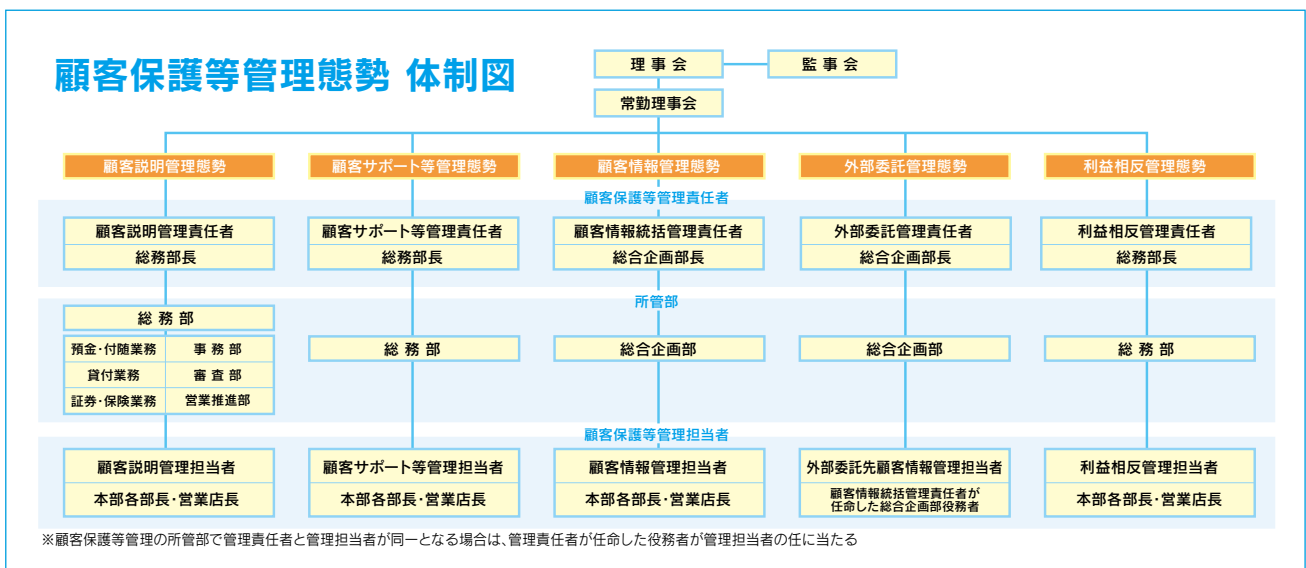 顧客保護等管理態勢 体制図
理事会
監事会
常勤理事会
顧客説明管理態勢
顧客サポート等管理態勢
顧客情報管理態勢
外部委託管理態勢
利益相反管理態勢
顧客保護等管理責任者
顧客説明管理責任者
総務部長
顧客サポート等管理責任者
総務部長
顧客情報統括管理責任者
総合企画部長
外部委託管理責任者
総合企画部長
利益相反管理責任者
総務部長
所管部
総務部
預金・付随業務 事務部
貸付業務 審査部
証券・保険業務 営業推進部
総務部
総合企画部
総合企画部
総務部
顧客保護等管理担当者
顧客説明管理担当者
本部各部長・営業店長
顧客サポート等管理担当者
本部各部長・営業店長
顧客情報管理担当者
本部各部長・営業店長
外部委託先顧客情報管理担当者
顧客情報統括管理責任者が
任命した総合企画部役務者
利益相反管理担当者
本部各部長・営業店長
※顧客保護等管理の所管部で管理責任者と管理担当者が同一となる場合は、管理責任者が任命した役務者が管理担当者の任に当たる